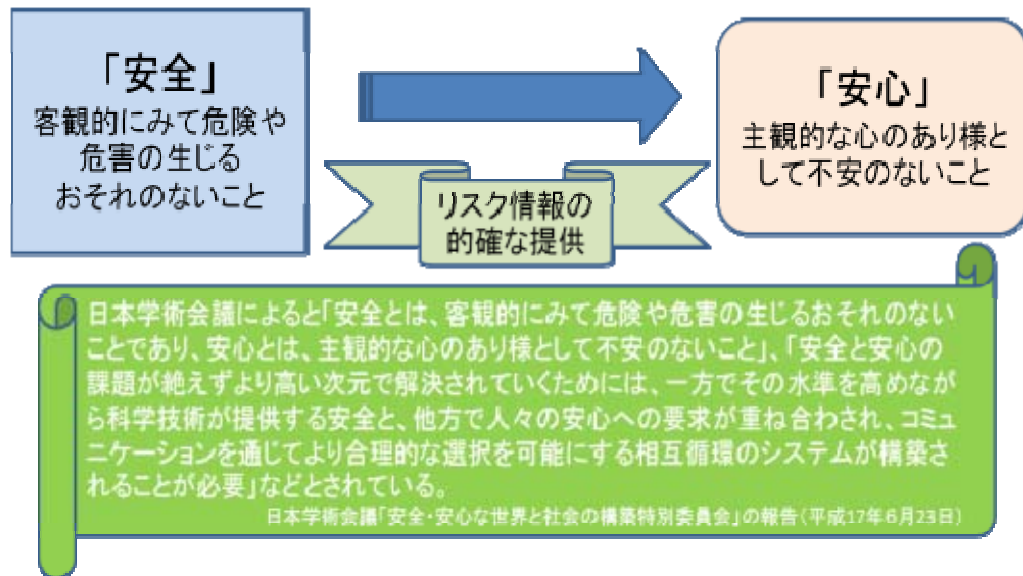 「安全」
客観的にみて危険や
危害の生じる
おそれのないこと
「安心」
主観的な心のあり様と
して不安のないこと
リスク情報の
的確な提供
日本学術会議によると「安全とは、客観的にみて危険や危害の生じるおそれのない
ことであり、安心とは、主観的な心のあり様として不安のないこと」、「安全と安心の
課題が絶えずより高い次元で解決されていくためには、一方でその水準を高めなが
ら科学技術が提供する安全と、他方で人々の安心への要求が重ね合わされ、コミュ
ニケーションを通じてより合理的な選択を可能にする相互循環のシステムが構築さ
れることが必要」などとされている。
日本学術会議「安全・安心な世界と社会の構築特別委員会」の報告(平成17年6月23日)